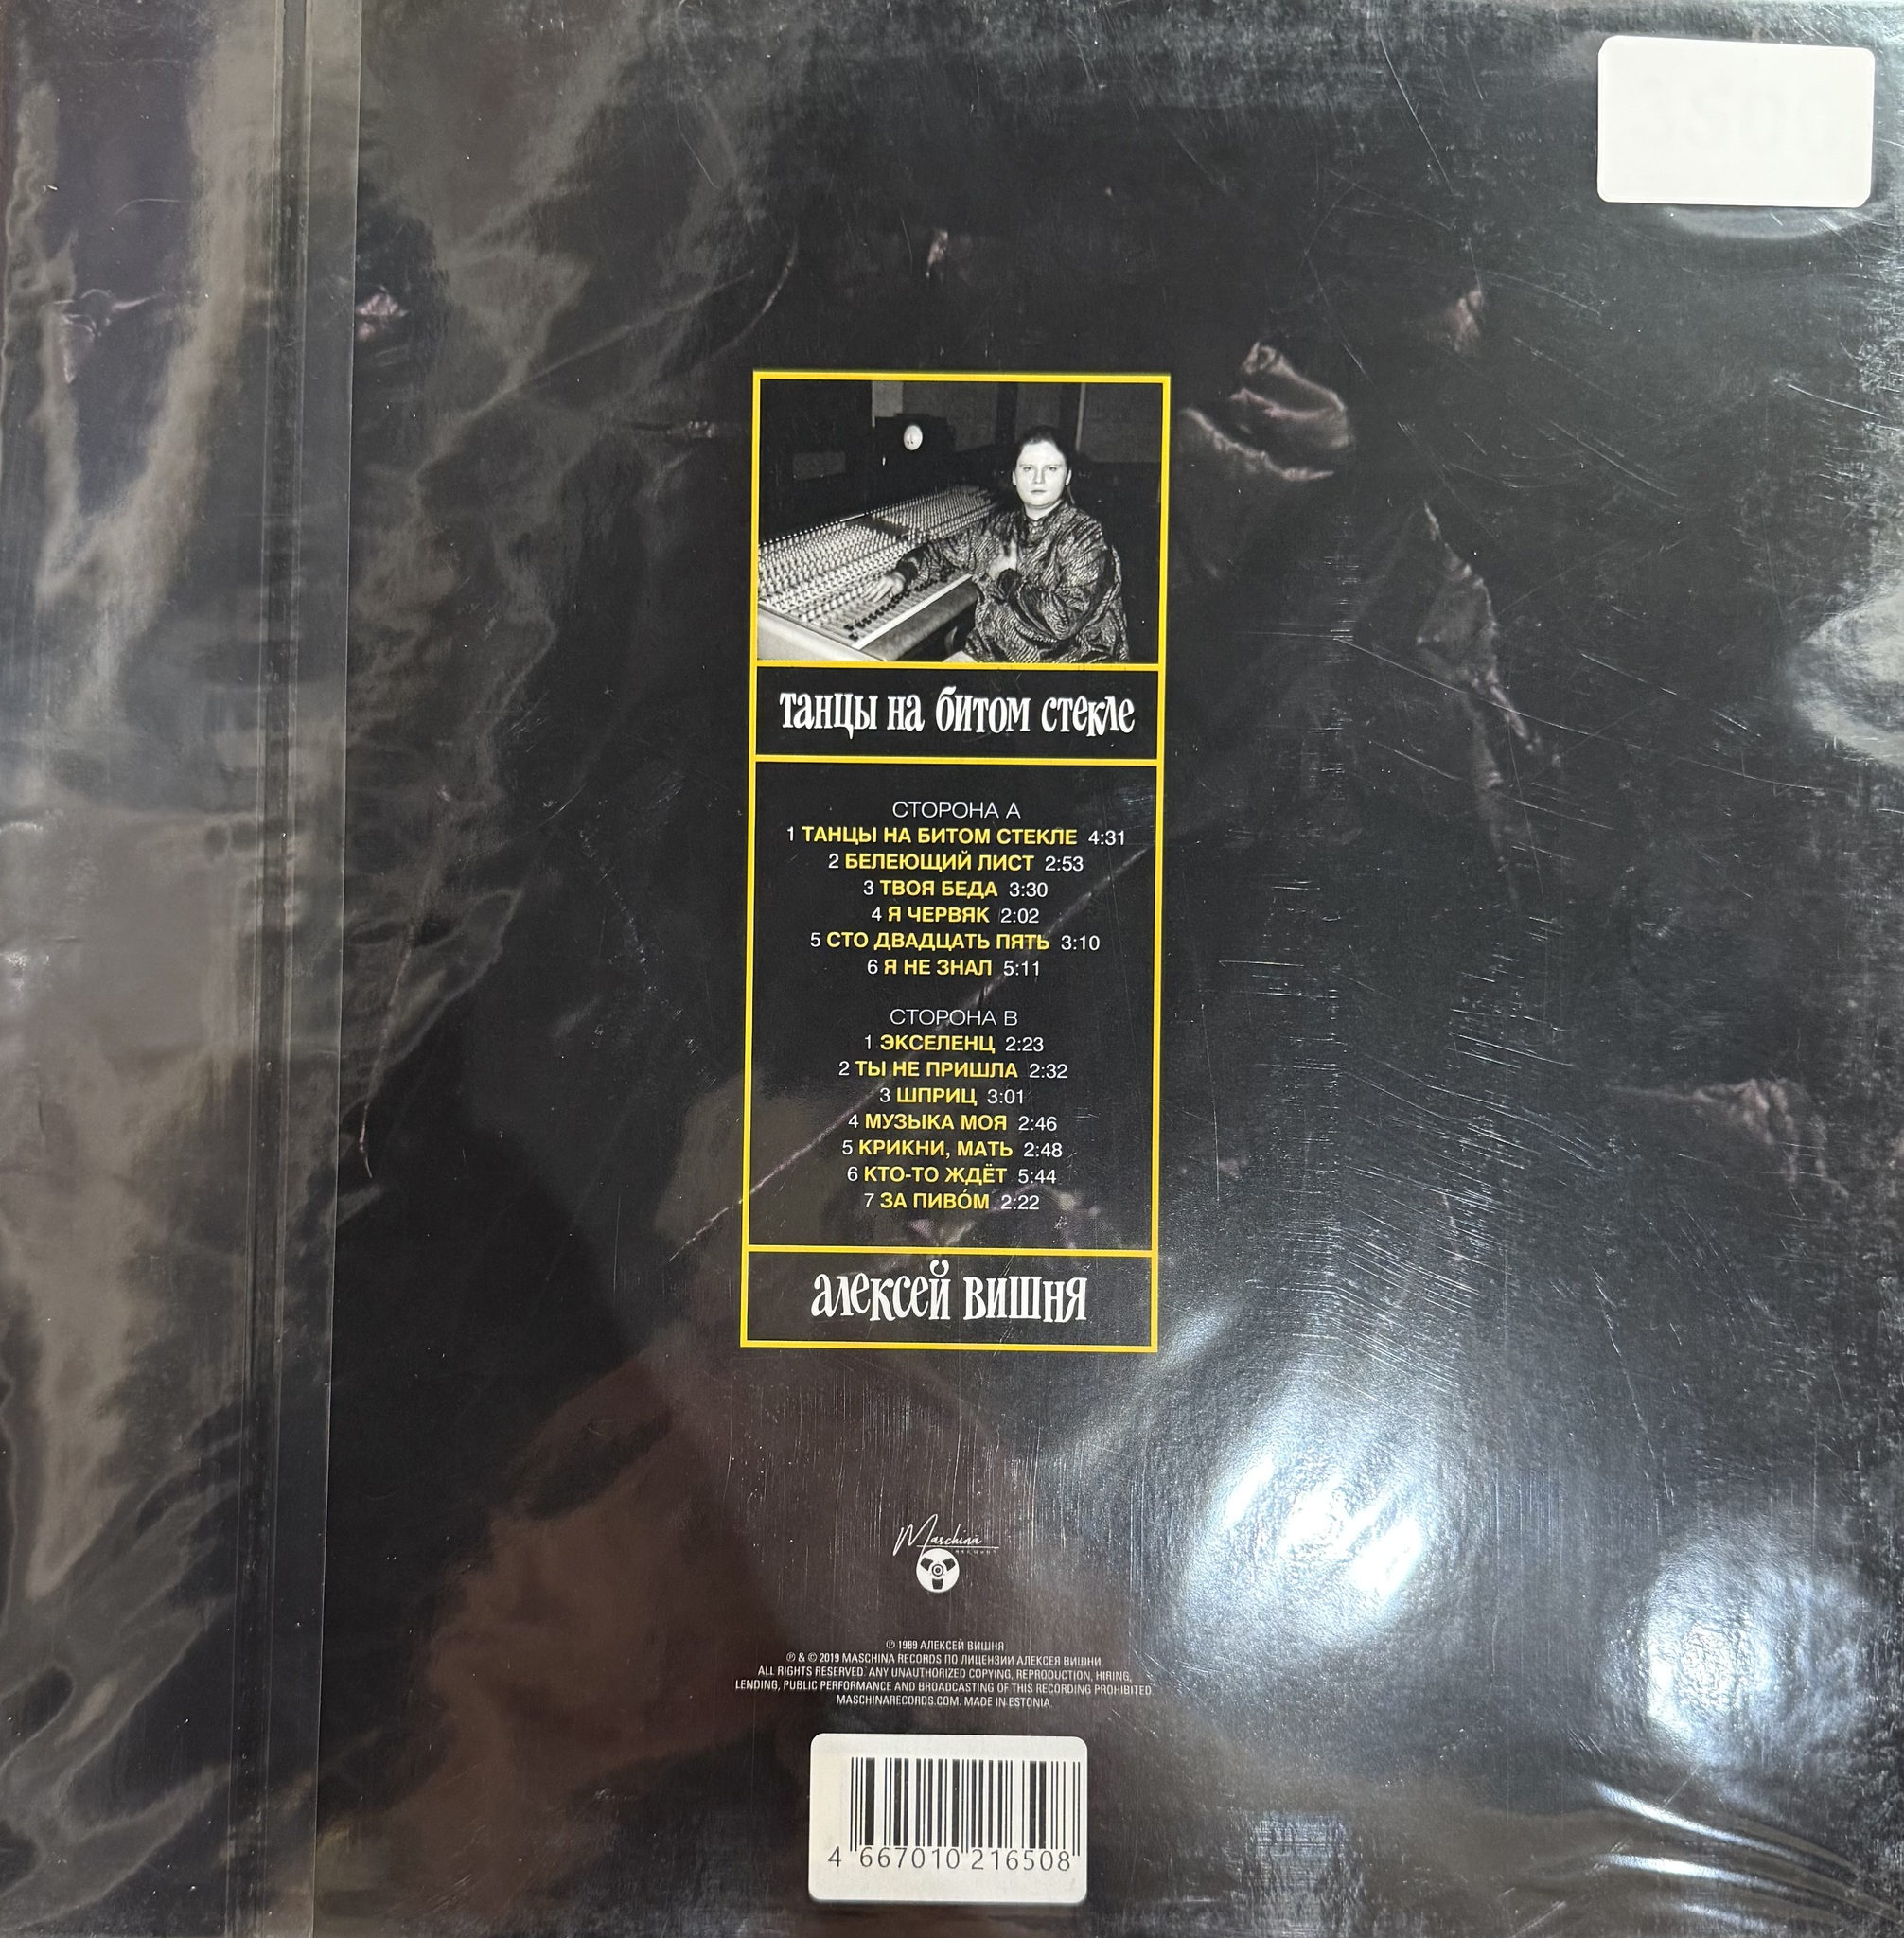 танцы на битом стекле
СТОРОНА А
1 ТАНЦЫ НА БИТОМ СТЕКЛЕ 4:31
2 БЕЛЕЮЩИЙ ЛИСТ 2:53
3 ТВОЯ БЕДА 3:30
4 Я ЧЕРВЯК 2:02
5 СТО ДВАДЦАТЬ ПЯТЬ 3:10
6 Я НЕ ЗНАЛ 5:11
СТОРОНА В
1 ЭКСЕЛЕНЦ 2:23
2 ТЫ НЕ ПРИШЛА 2:32
3 ШПРИЦ 3:01
4 МУЗЫКА МОЯ 2:46
5 КРИКНИ, МАТЬ 2:48
6 КТО-ТО ЖДЁТ 5:44
7 ЗА ПИВÓМ 2:22
алексей вишня
Maschina
RECORDS
℗ 1989 АЛЕКСЕЙ ВИШНЯ
℗ & © 2019 MASCHINA RECORDS ПО ЛИЦЕНЗИИ АЛЕКСЕЯ ВИШНИ.
ALL RIGHTS RESERVED. ANY UNAUTHORIZED COPYING, REPRODUCTION, HIRING,
LENDING, PUBLIC PERFORMANCE AND BROADCASTING OF THIS RECORDING PROHIBITED.
MASCHINARECORDS.COM. MADE IN ESTONIA.
4 667010 216508